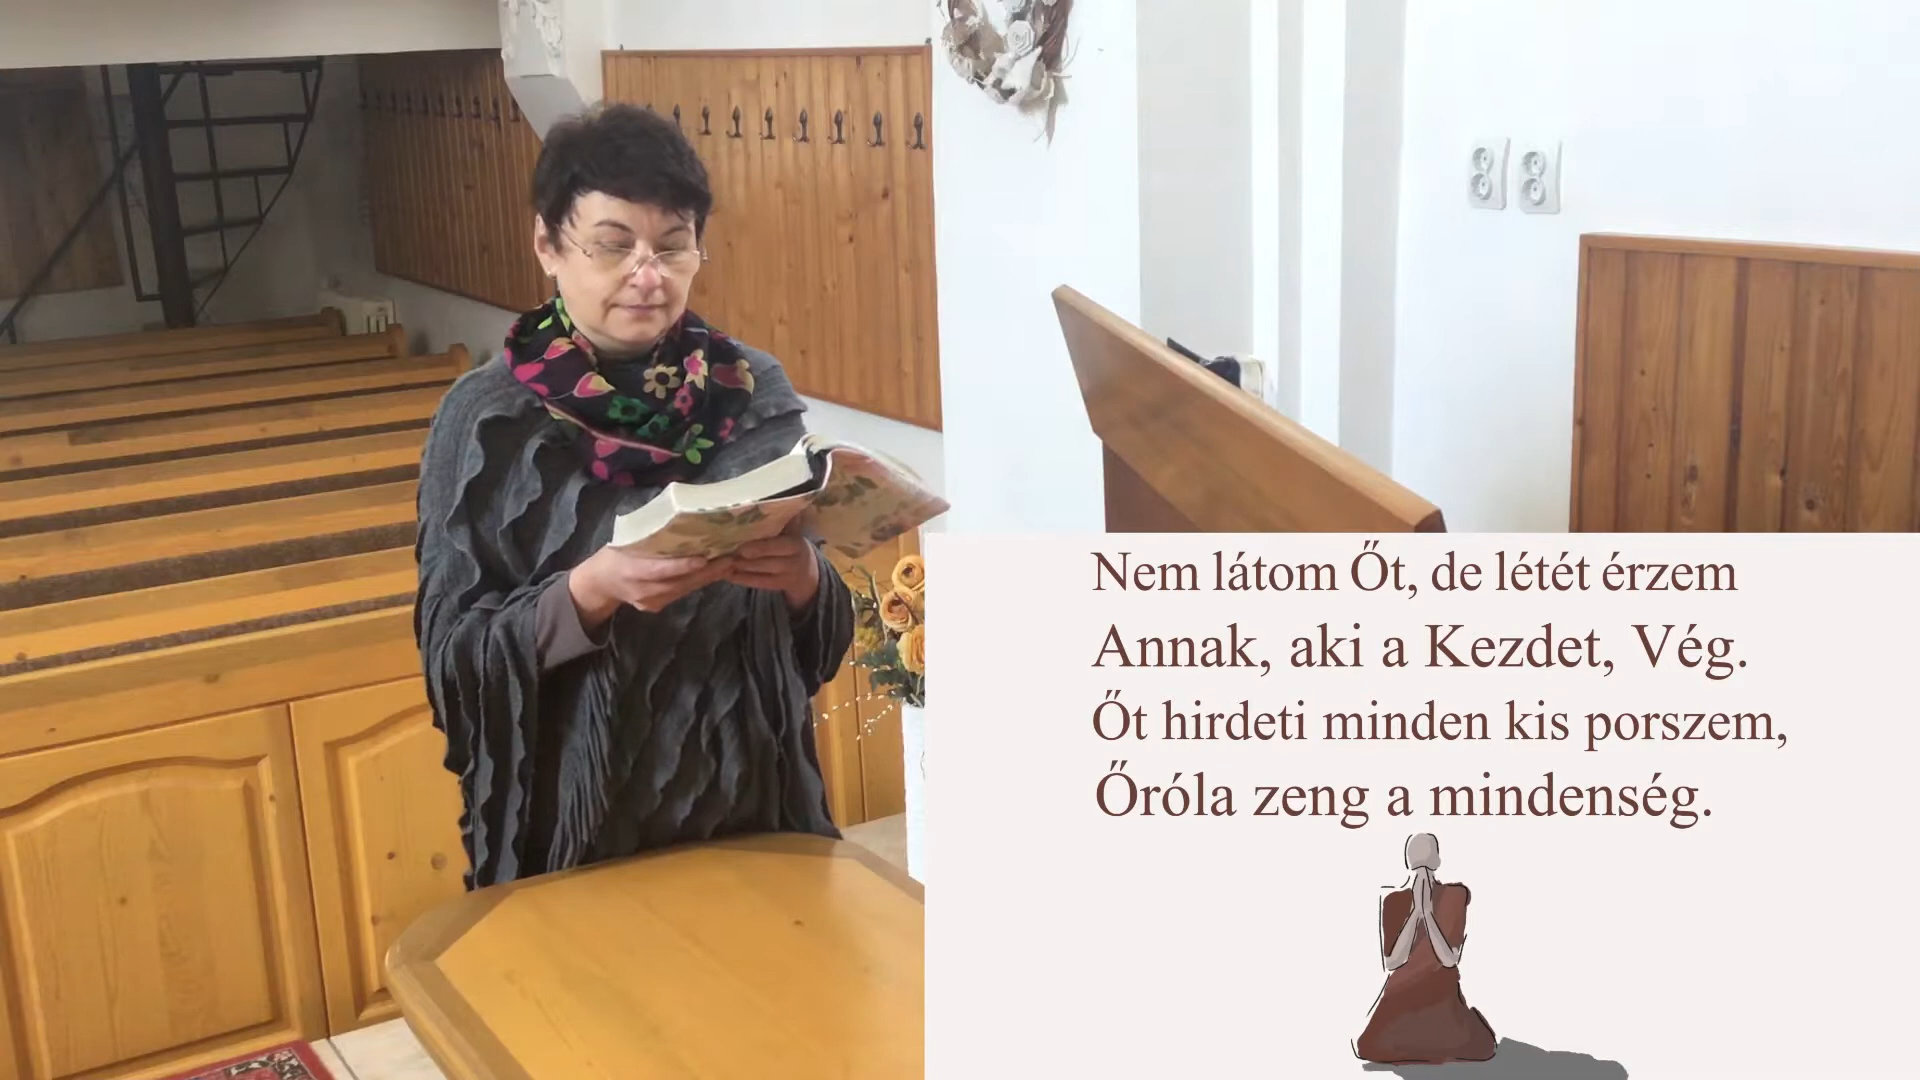 Nem látom Őt, de létét érzem
Annak, aki a Kezdet, Vég.
Őt hirdeti minden kis porszem,
Őróla zeng a mindenség.